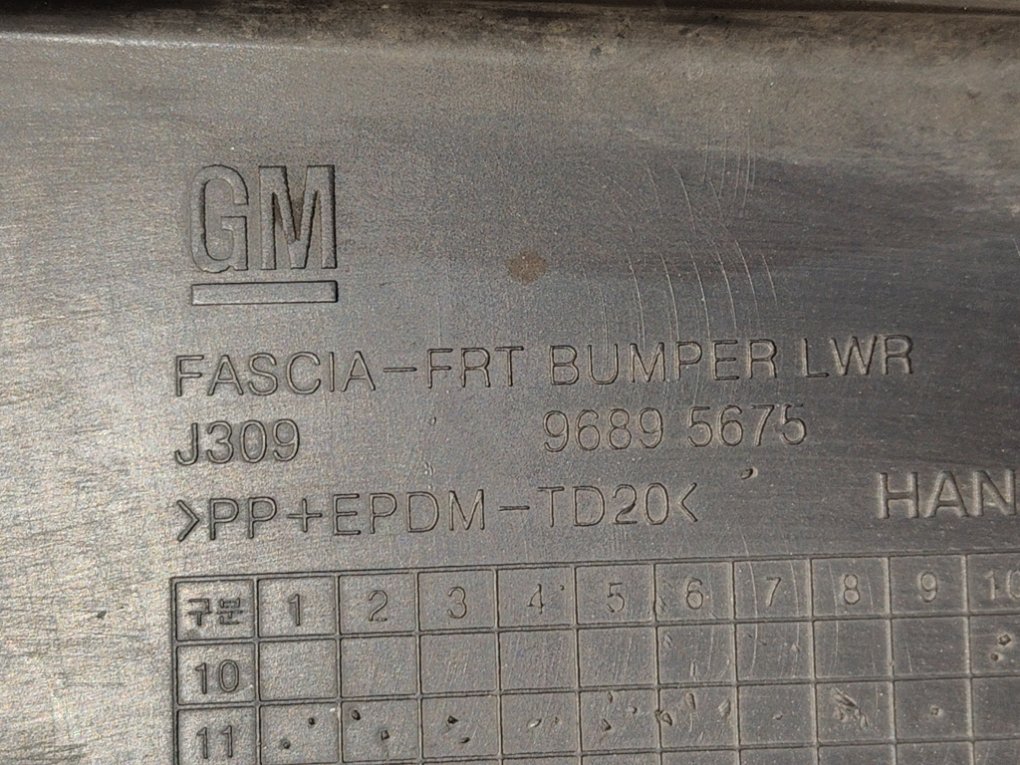 GM
FASCIA-FRT BUMPER LWR
J309 9689 5675
>PP+EPDM-TD20<
HAN
구분 1 2 3 4 5 6 7 8 9 10
10
11